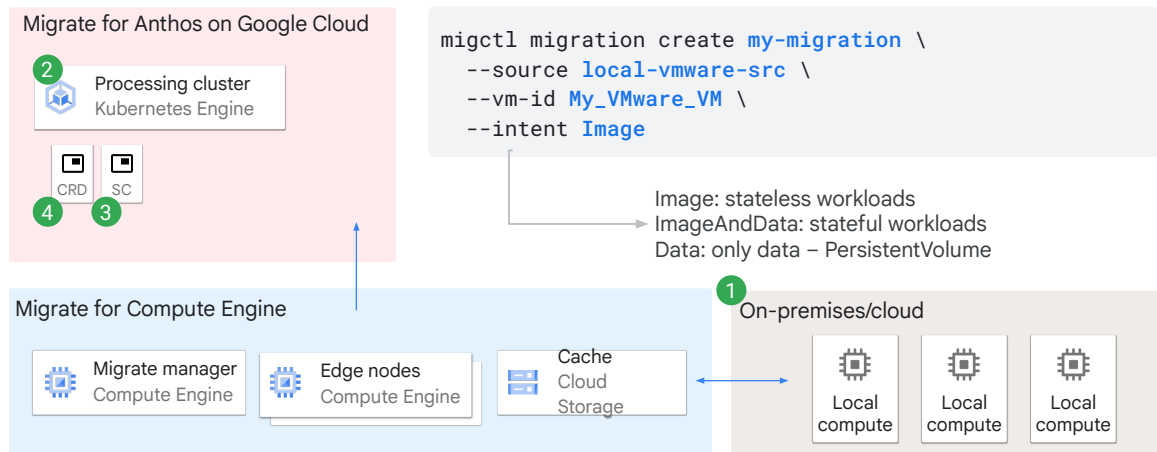 Migrate for Anthos on Google Cloud
2
Processing cluster
Kubernetes Engine
CRD
SC
4
3
migctl migration create my-migration \
--source local-vmware-src \
--vm-id My_VMware_VM \
--intent Image
Image: stateless workloads
ImageAndData: stateful workloads
Data: only data – PersistentVolume
Migrate for Compute Engine
Migrate manager
Compute Engine
Edge nodes
Compute Engine
Cache
Cloud
Storage
1
On-premises/cloud
Local
compute
Local
compute
Local
compute